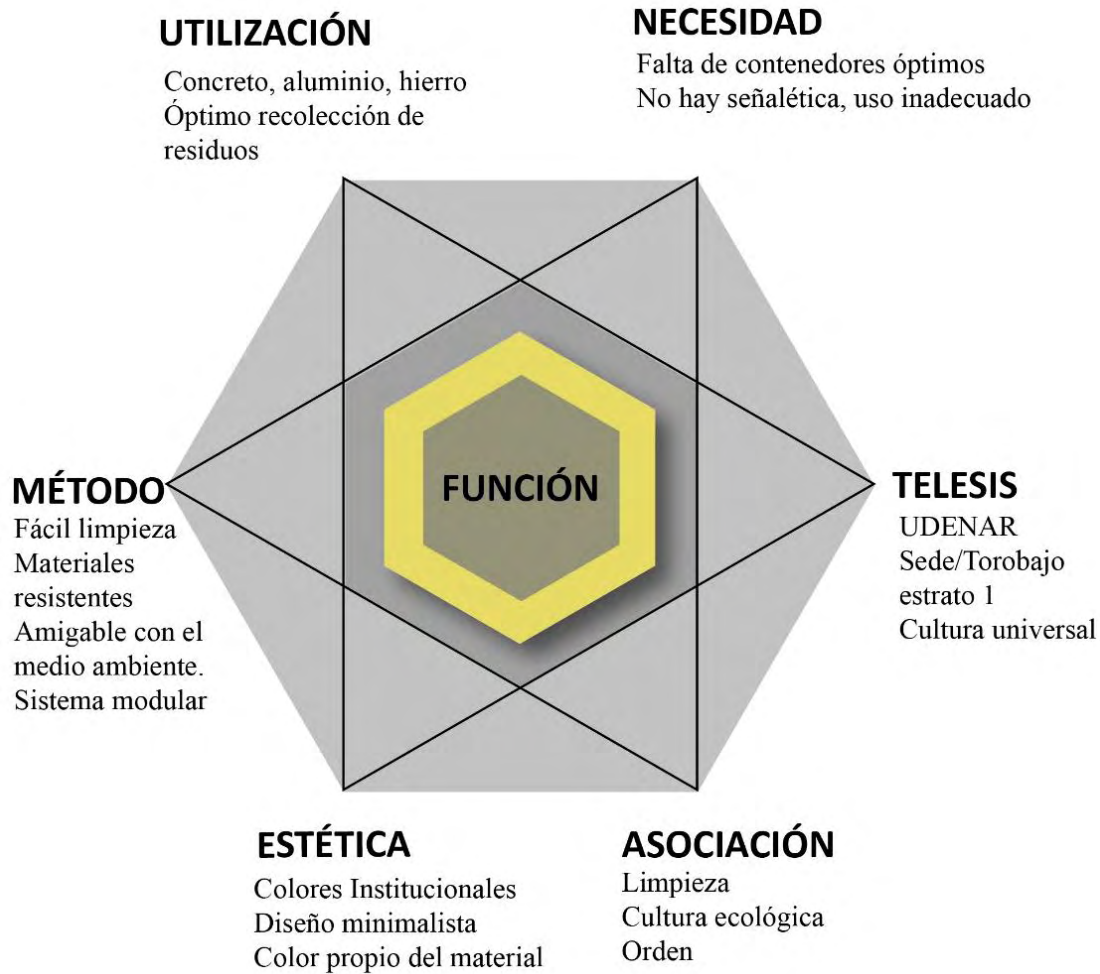 UTILIZACIÓN
Concreto, aluminio, hierro
Óptimo recolección de
residuos
NECESIDAD
Falta de contenedores óptimos
No hay señalética, uso inadecuado
MÉTODO
Fácil limpieza
Materiales
resistentes
Amigable con el
medio ambiente.
Sistema modular
FUNCIÓN
TELESIS
UDENAR
Sede/Torobajo
estrato 1
Cultura universal
ESTÉTICA
Colores Institucionales
Diseño minimalista
Color propio del material
ASOCIACIÓN
Limpieza
Cultura ecológica
Orden